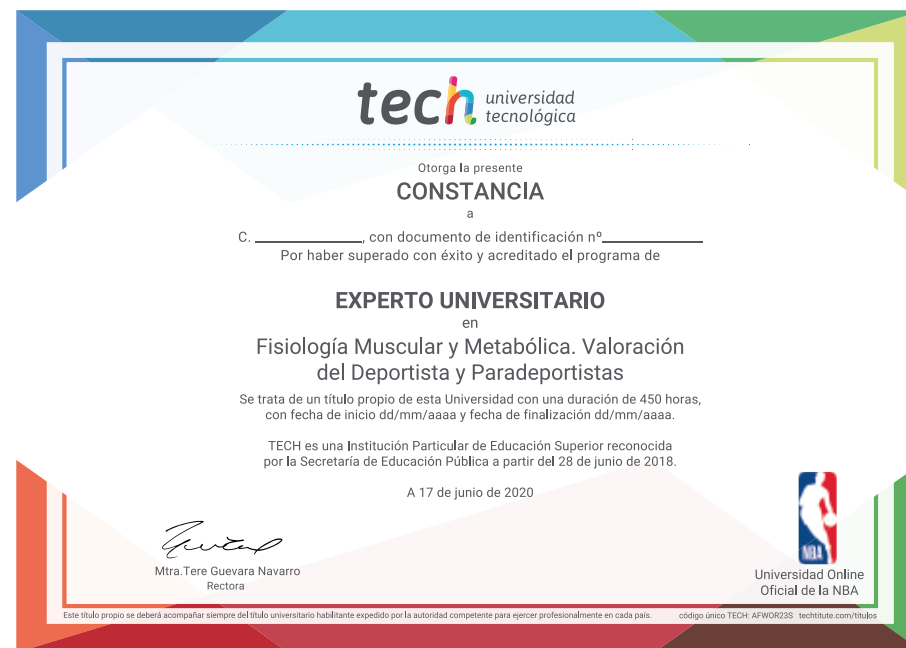 tech universidad
tecnológica
Otorga la presente
CONSTANCIA
a
C. ____________, con documento de identificación nº____________
Por haber superado con éxito y acreditado el programa de
EXPERTO UNIVERSITARIO
en
Fisiología Muscular y Metabólica. Valoración
del Deportista y Paradeportistas
Se trata de un título propio de esta Universidad con una duración de 450 horas,
con fecha de inicio dd/mm/aaaa y fecha de finalización dd/mm/aaaa.
TECH es una Institución Particular de Educación Superior reconocida
por la Secretaría de Educación Pública a partir del 28 de junio de 2018.
A 17 de junio de 2020
Mtra.Tere Guevara Navarro
Rectora
NBA
Universidad Online
Oficial de la NBA
Este título propio se deberá acompañar siempre del título universitario habilitante expedido por la autoridad competente para ejercer profesionalmente en cada país.
código único TECH: AFWOR23S techtitute.com/titulos